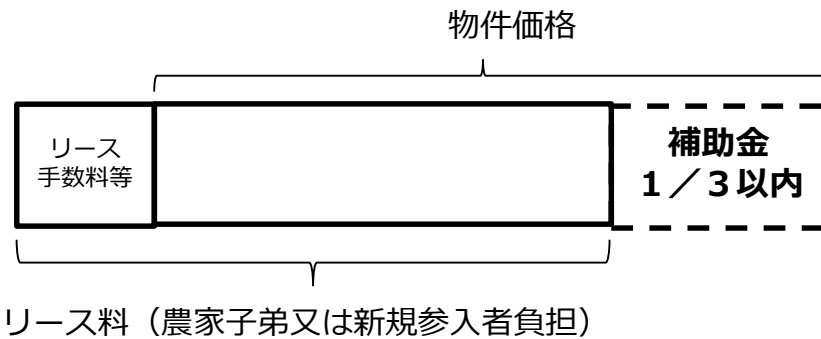 物件価格
リース
手数料等
補助金
１／３以内
リース料（農家子弟又は新規参入者負担）